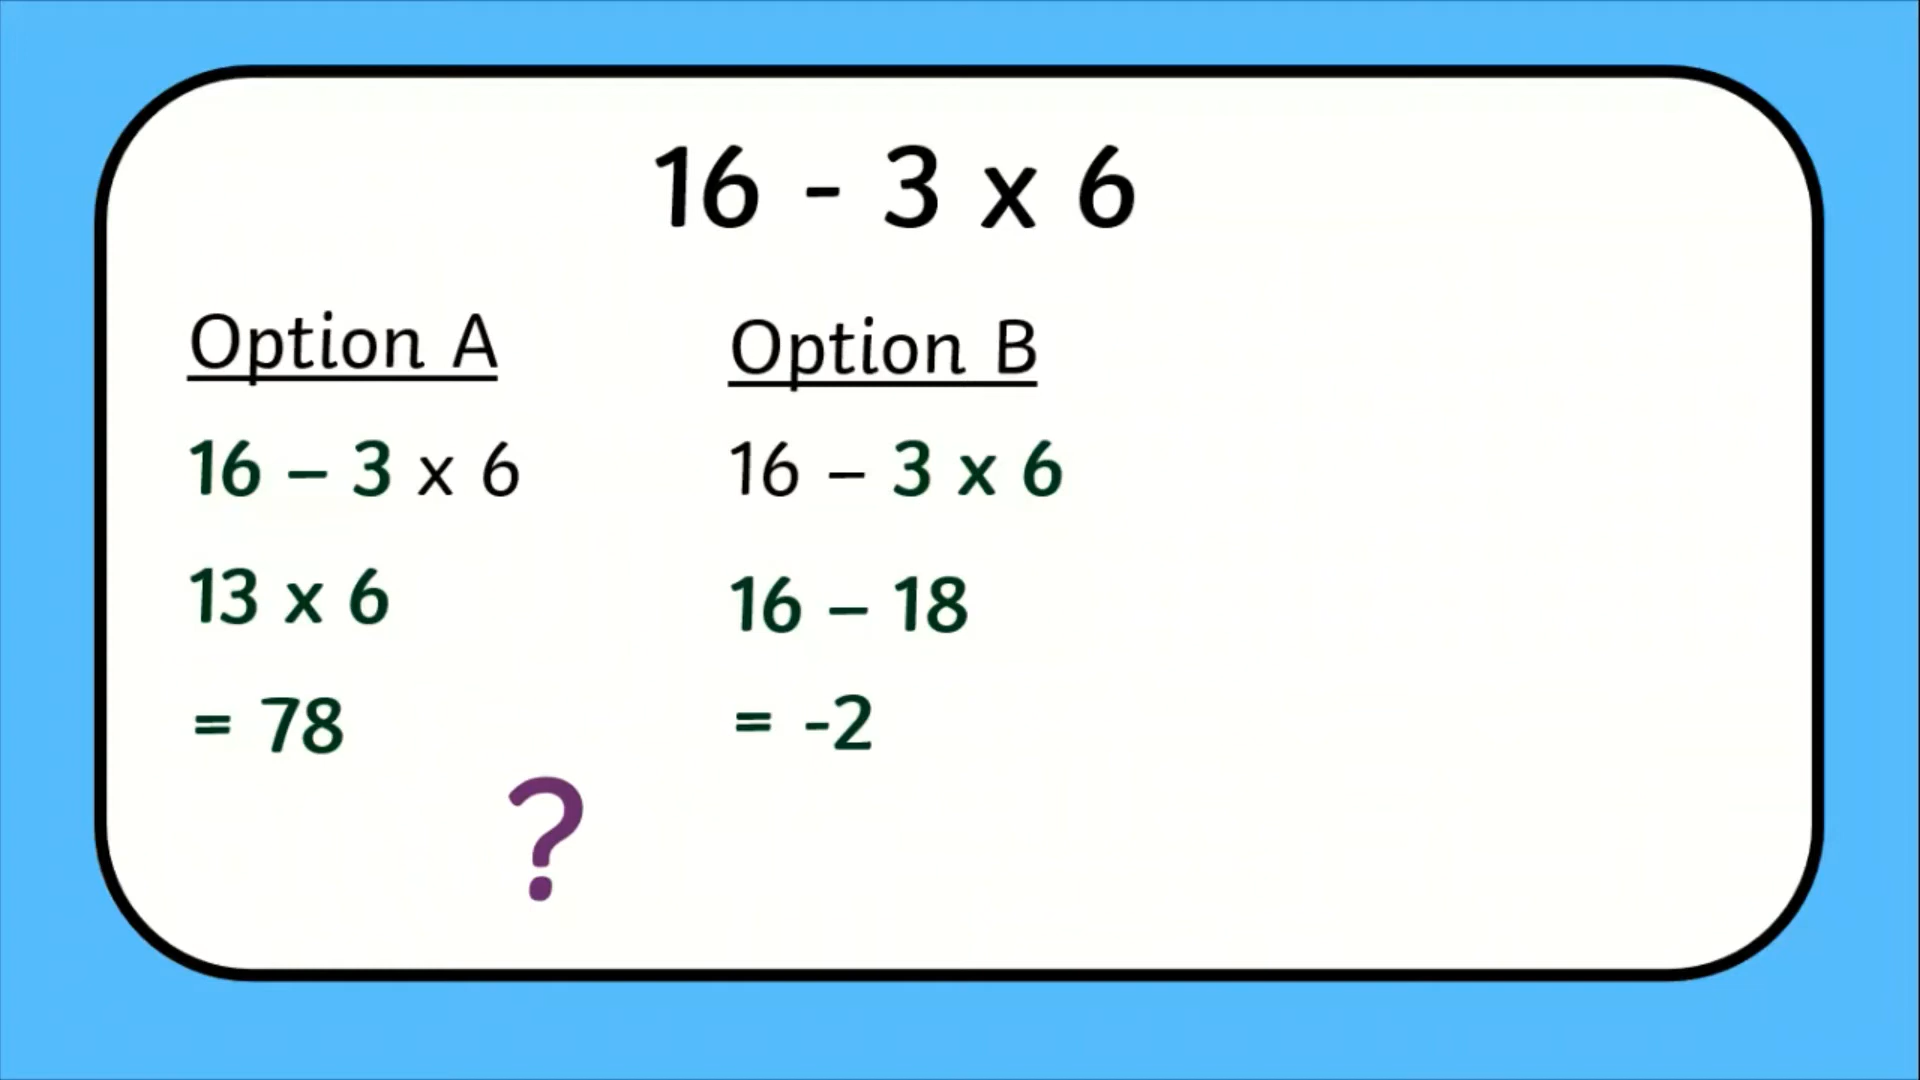 16 - 3 x 6
Option A
16 – 3 x 6
13 x 6
= 78
Option B
16 – 3 x 6
16 – 18
= -2
?